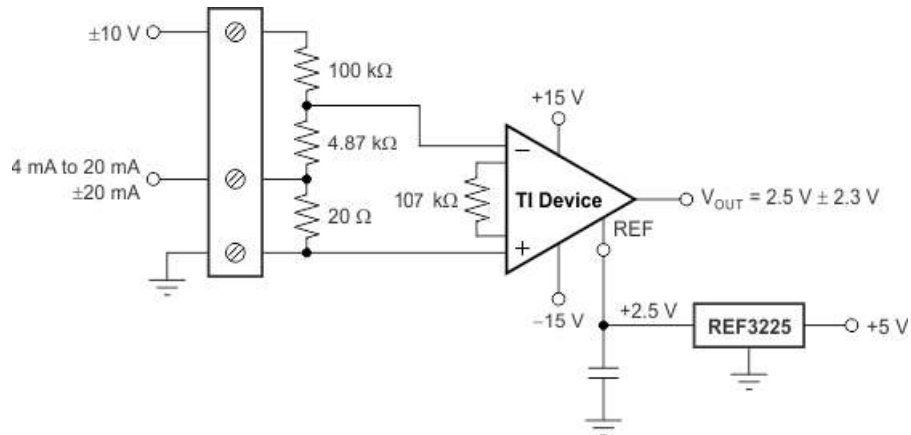 ±10 V
100 kΩ
+15 V
4.87 kΩ
4 mA to 20 mA
±20 mA
20 Ω
107 kΩ
−
TI Device
+
VOUT = 2.5 V ± 2.3 V
REF
−15 V
+2.5 V
REF3225
+5 V